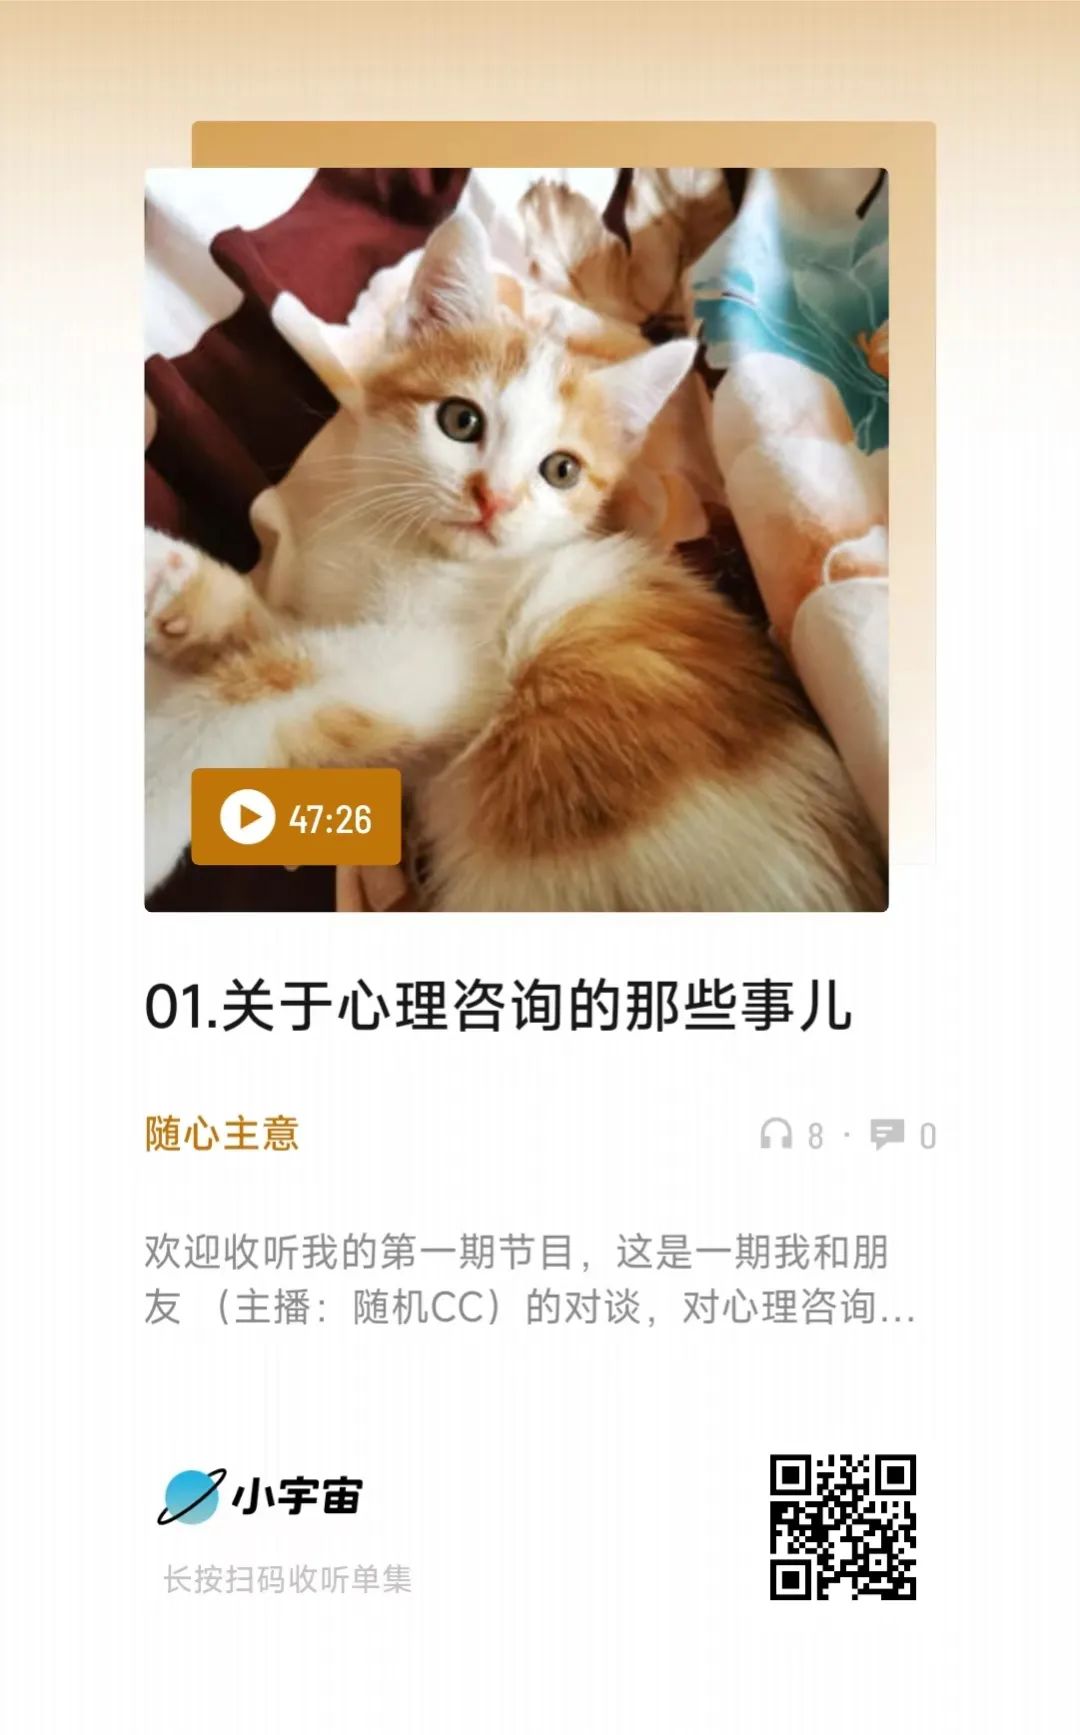 47:26
01.关于心理咨询的那些事儿
随心主意
8 · 0
欢迎收听我的第一期节目，这是一期我和朋
友 （主播：随机CC）的对谈，对心理咨询...
小宇宙
长按扫码收听单集